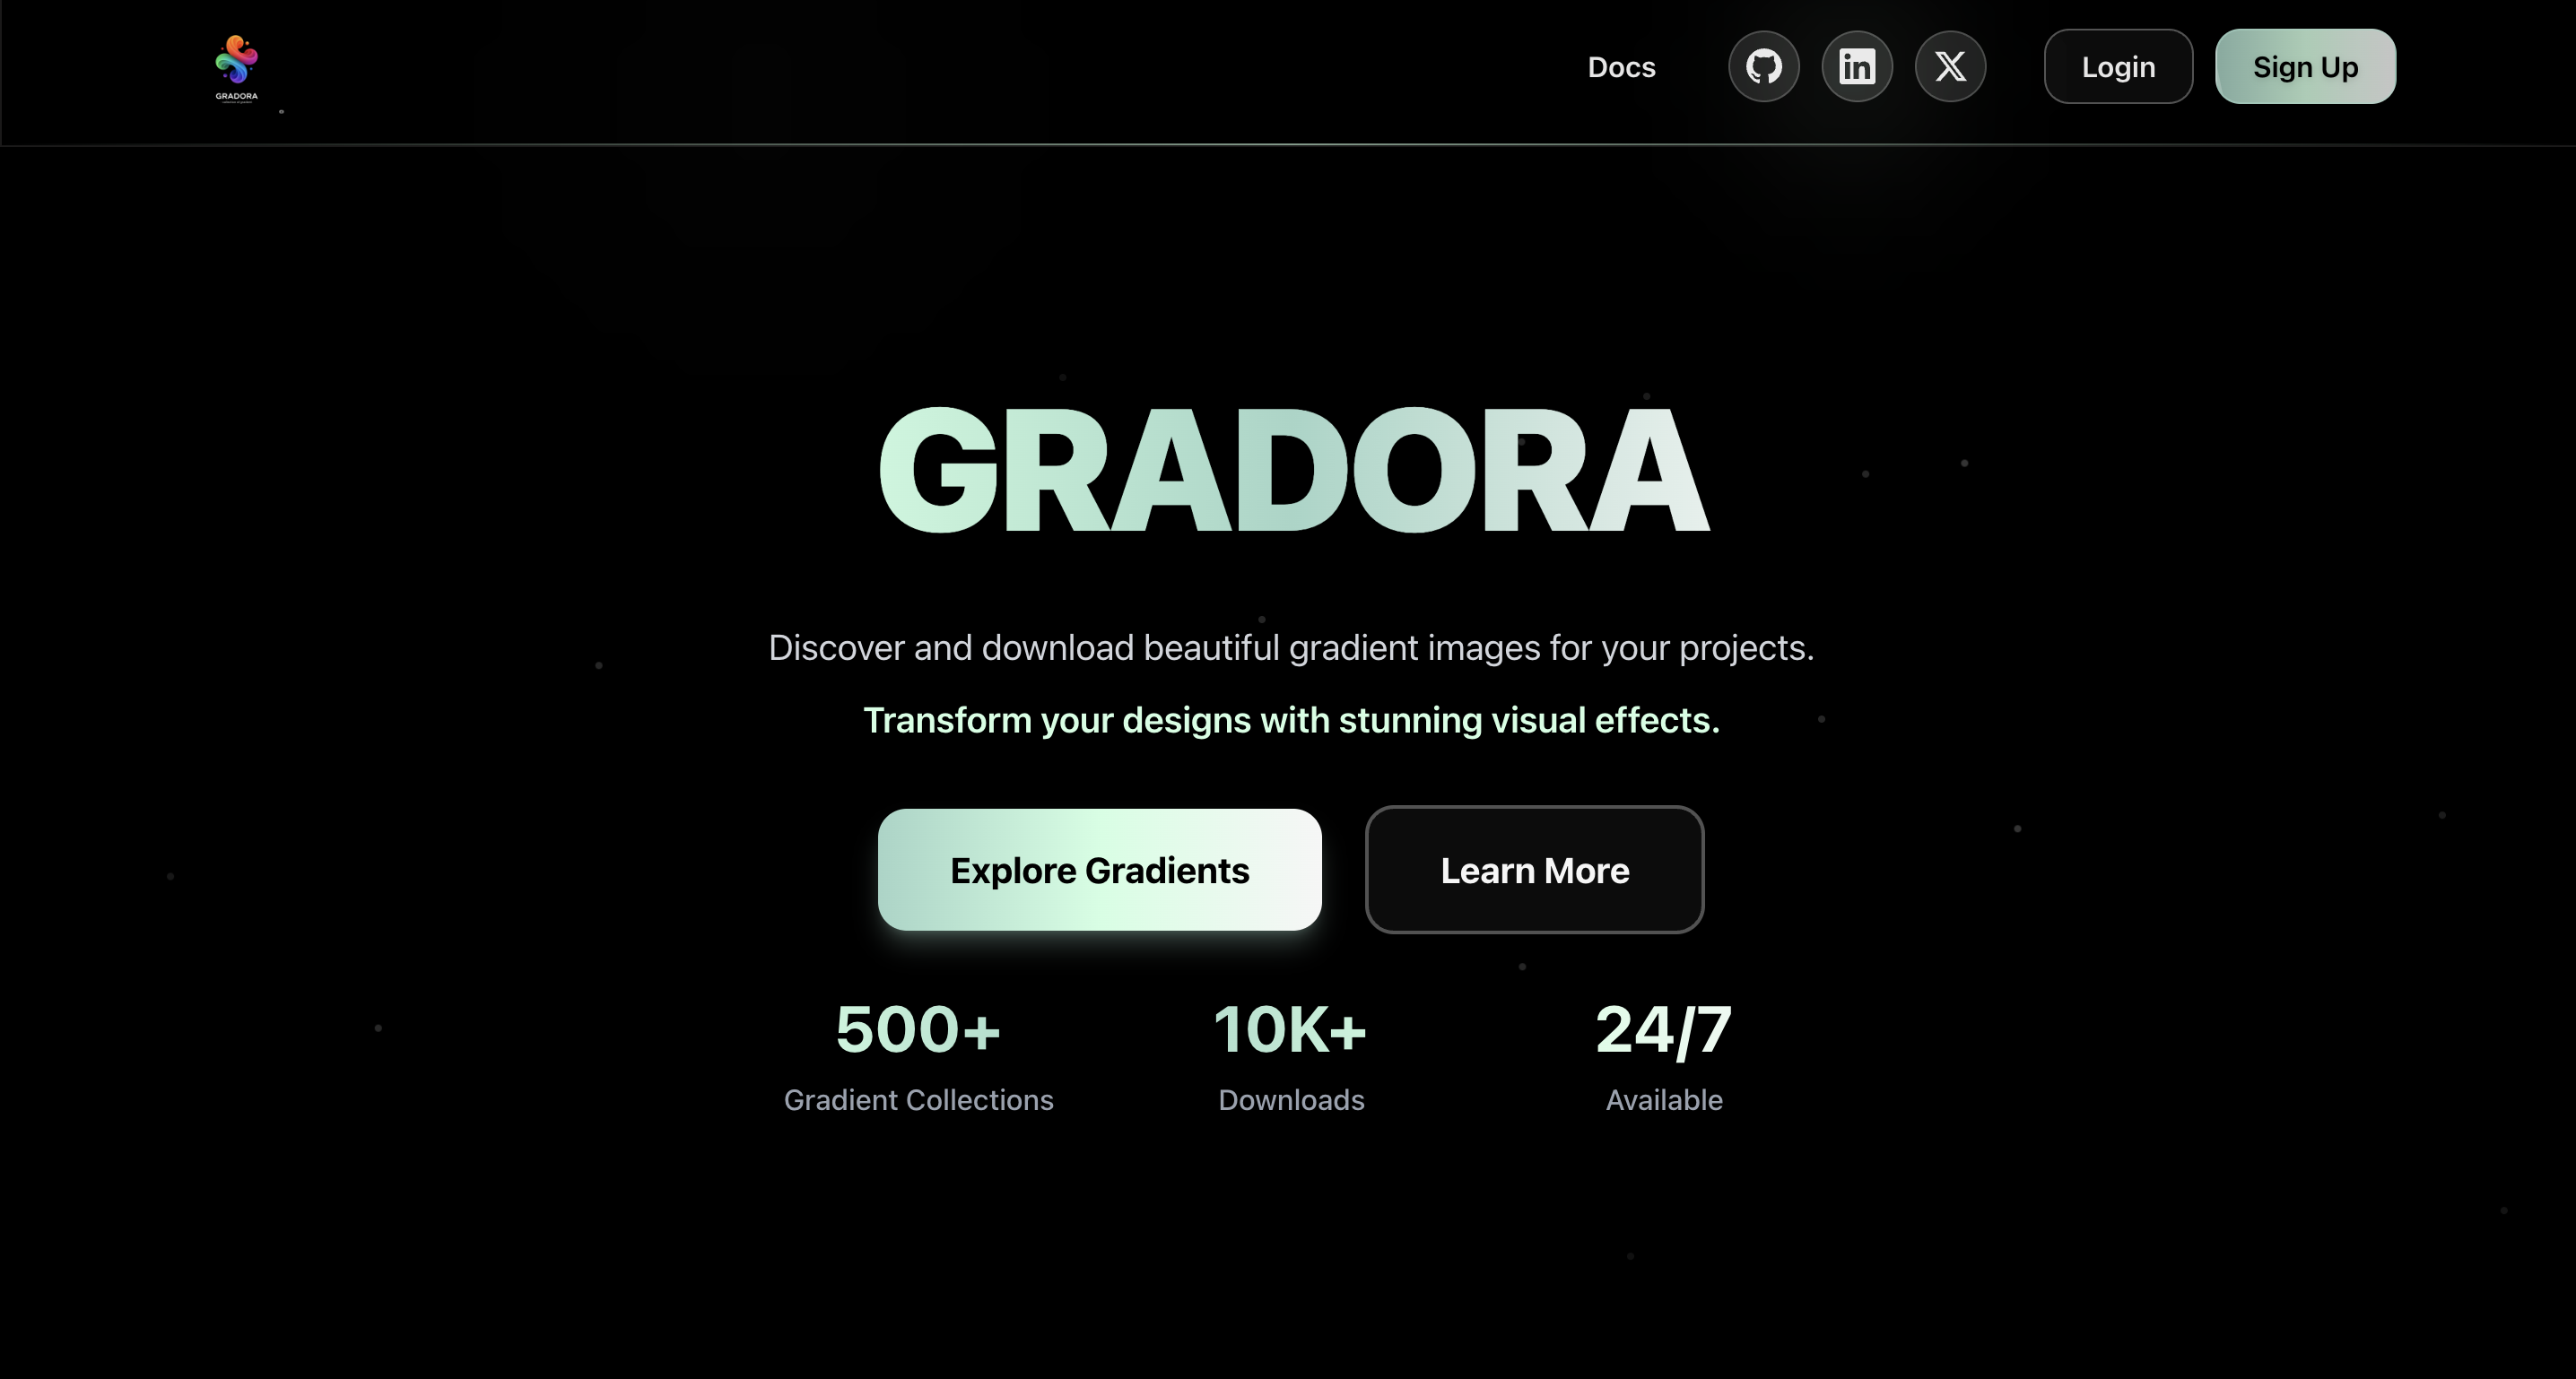 GRADORA
Docs
Login
Sign Up
GRADORA
Discover and download beautiful gradient images for your projects.
Transform your designs with stunning visual effects.
Explore Gradients
Learn More
500+
10K+
24/7
Gradient Collections
Downloads
Available